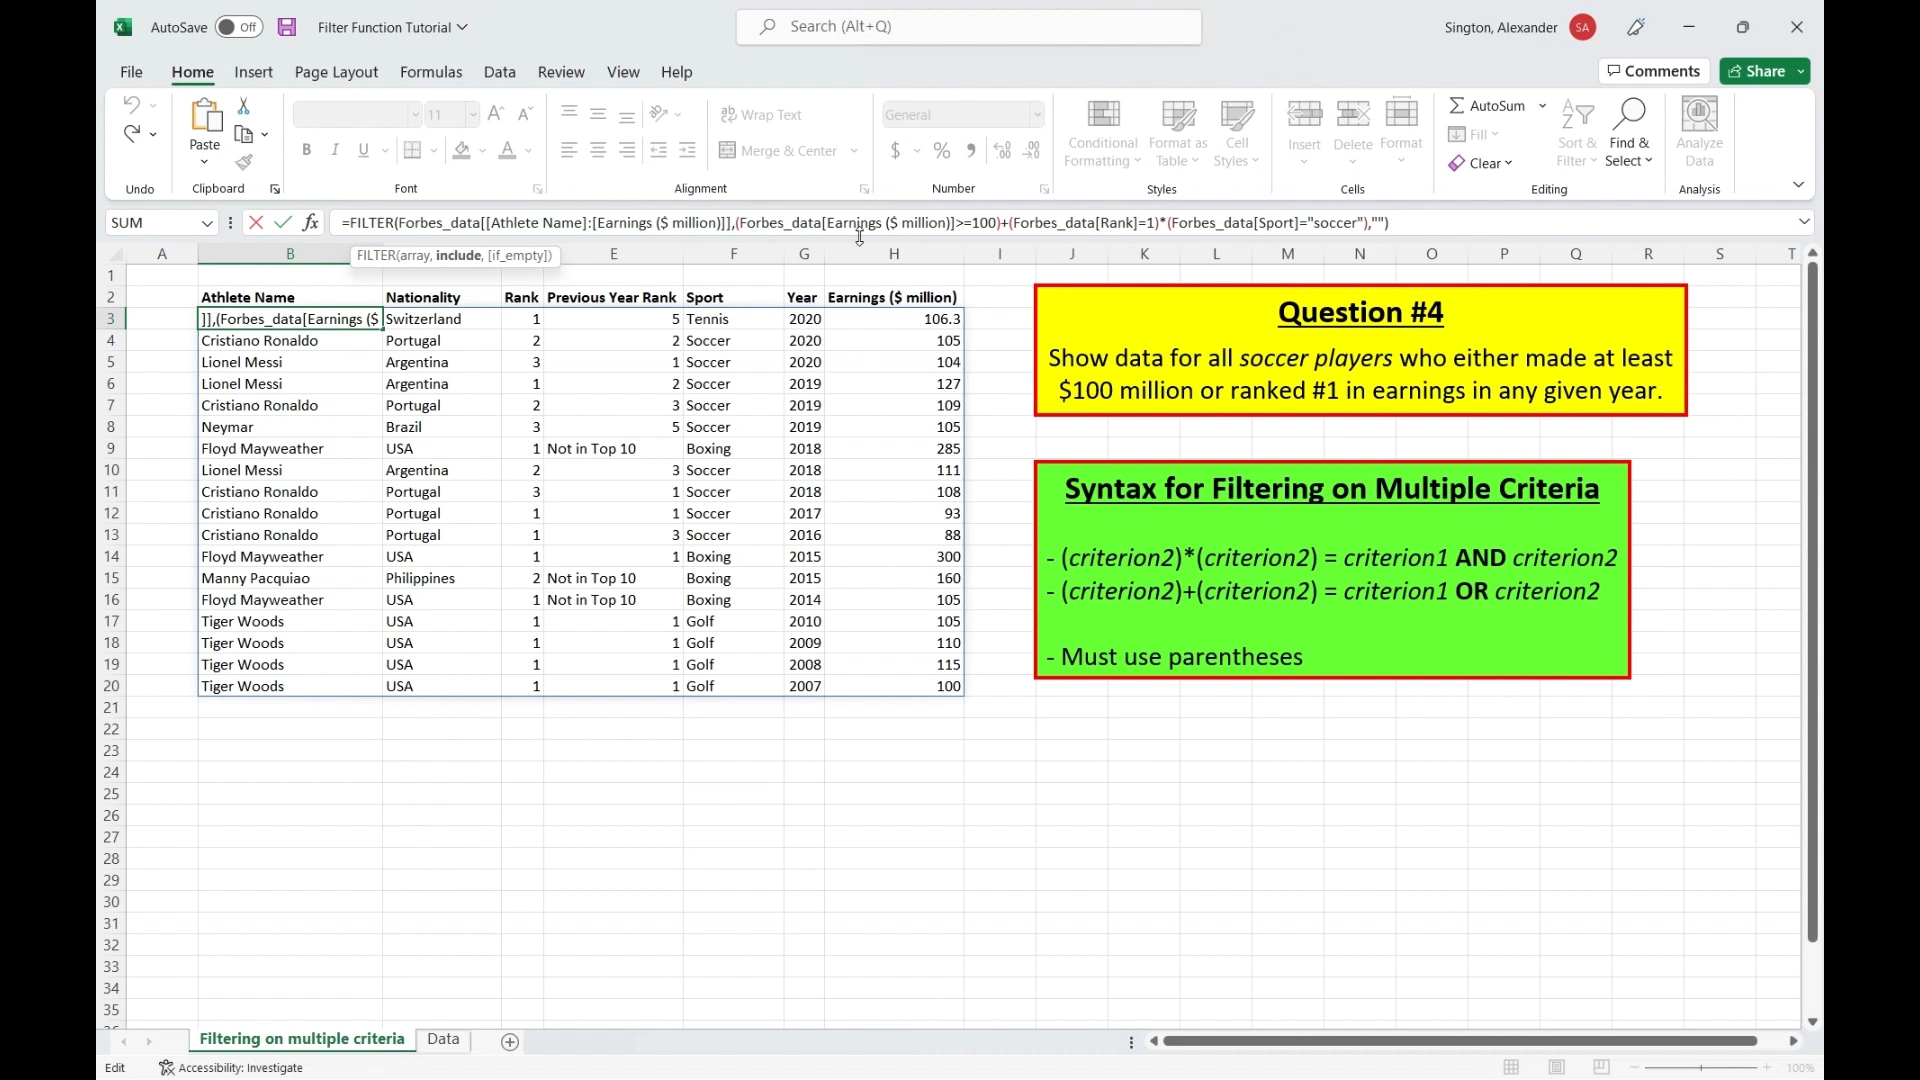 AutoSave Off Filter Function Tutorial Search (Alt+Q) Sington, Alexander SA
File Home Insert Page Layout Formulas Data Review View Help Comments Share
11 Wrap Text General AutoSum
Paste Conditional Formatting Format as Table Cell Styles Insert Delete Format Fill Sort & Filter Find & Select Analyze Data
B I U Merge & Center $ % Clear
Undo Clipboard Font Alignment Number Styles Cells Editing Analysis
SUM fx =FILTER(Forbes_data[[Athlete Name]:[Earnings ($ million)]],(Forbes_data[Earnings ($ million)]>=100)+(Forbes_data[Rank]=1)*(Forbes_data[Sport]="soccer"),"")
FILTER(array, include, [if_empty])
A B E F G H I J K L M N O P Q R S T
1
2 Athlete Name Nationality Rank Previous Year Rank Sport Year Earnings ($ million)
3 ]],(Forbes_data[Earnings ($ Switzerland 1 5 Tennis 2020 106.3
4 Cristiano Ronaldo Portugal 2 2 Soccer 2020 105
5 Lionel Messi Argentina 3 1 Soccer 2020 104
6 Lionel Messi Argentina 1 2 Soccer 2019 127
7 Cristiano Ronaldo Portugal 2 3 Soccer 2019 109
8 Neymar Brazil 3 5 Soccer 2019 105
9 Floyd Mayweather USA 1 Not in Top 10 Boxing 2018 285
10 Lionel Messi Argentina 2 3 Soccer 2018 111
11 Cristiano Ronaldo Portugal 3 1 Soccer 2018 108
12 Cristiano Ronaldo Portugal 1 1 Soccer 2017 93
13 Cristiano Ronaldo Portugal 1 3 Soccer 2016 88
14 Floyd Mayweather USA 1 1 Boxing 2015 300
15 Manny Pacquiao Philippines 2 Not in Top 10 Boxing 2015 160
16 Floyd Mayweather USA 1 Not in Top 10 Boxing 2014 105
17 Tiger Woods USA 1 1 Golf 2010 105
18 Tiger Woods USA 1 1 Golf 2009 110
19 Tiger Woods USA 1 1 Golf 2008 115
20 Tiger Woods USA 1 1 Golf 2007 100
21
22
23
24
25
26
27
28
29
30
31
32
33
34
35
Question #4
Show data for all soccer players who either made at least
$100 million or ranked #1 in earnings in any given year.
Syntax for Filtering on Multiple Criteria
- (criterion2)*(criterion2) = criterion1 AND criterion2
- (criterion2)+(criterion2) = criterion1 OR criterion2
- Must use parentheses
Filtering on multiple criteria Data
Edit Accessibility: Investigate 100%